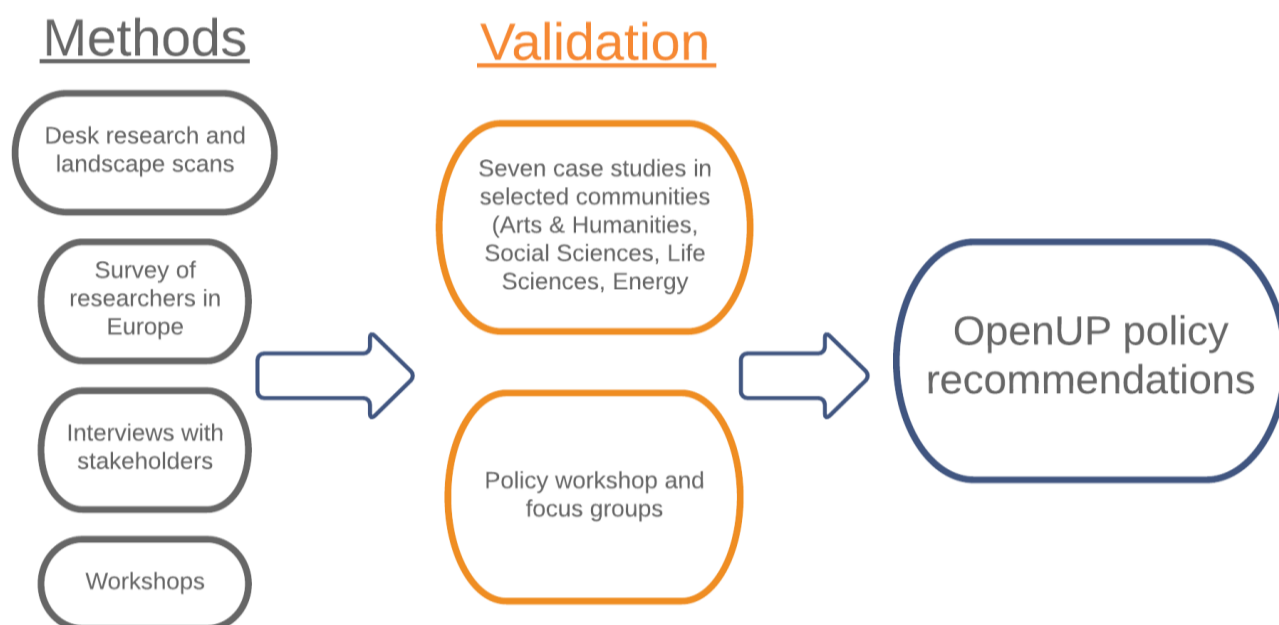 Methods
Desk research and
landscape scans
Survey of
researchers in
Europe
Interviews with
stakeholders
Workshops
Validation
Seven case studies in
selected communities
(Arts & Humanities,
Social Sciences, Life
Sciences, Energy
Policy workshop and
focus groups
OpenUP policy
recommendations